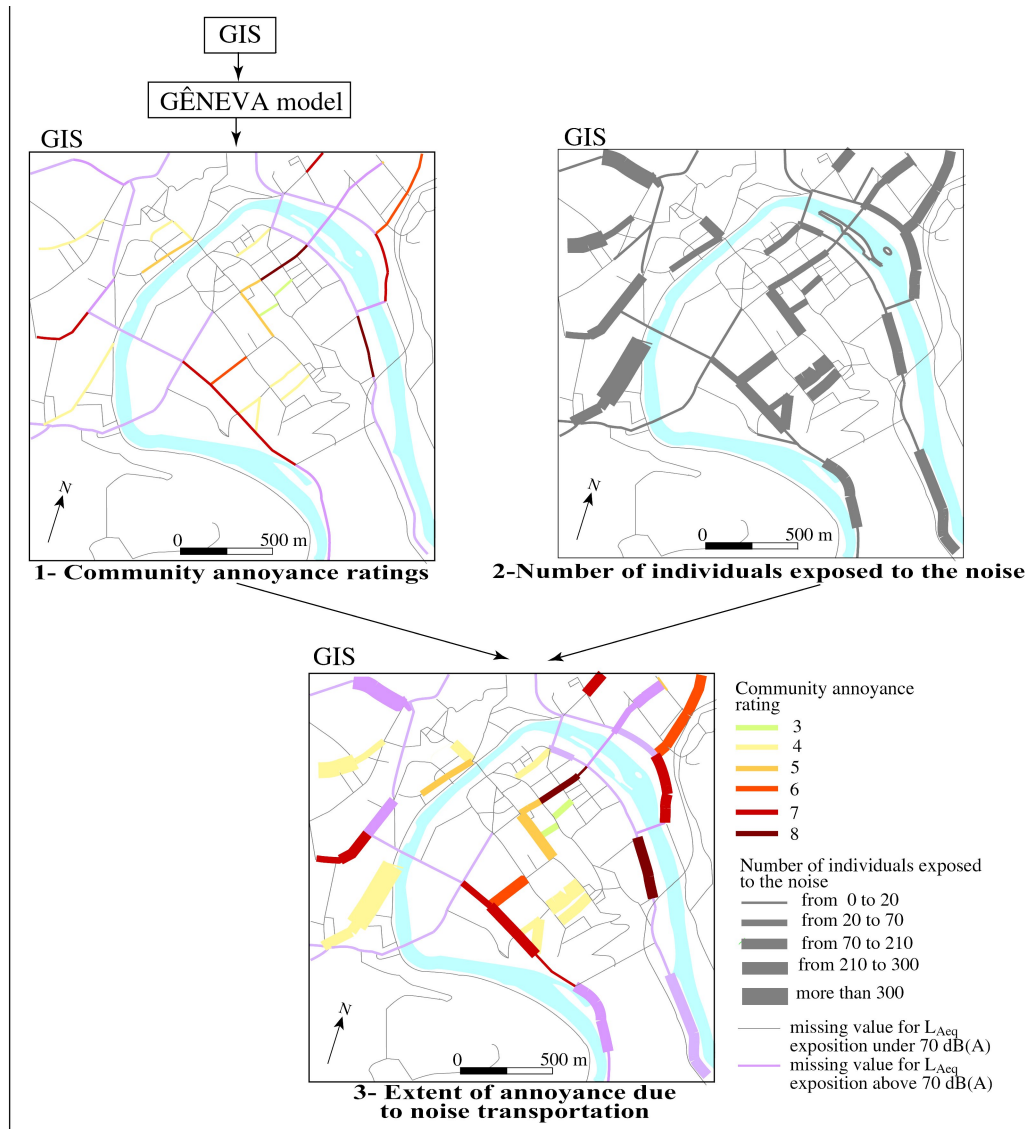 GIS
GÊNEVA model
GIS
N
0 500 m
1- Community annoyance ratings
GIS
N
0 500 m
2-Number of individuals exposed to the noise
GIS
N
0 500 m
3- Extent of annoyance due
to noise transportation
Community annoyance
rating
3
4
5
6
7
8
Number of individuals exposed
to the noise
from 0 to 20
from 20 to 70
from 70 to 210
from 210 to 300
more than 300
missing value for LAeq
exposition under 70 dB(A)
missing value for LAeq
exposition above 70 dB(A)